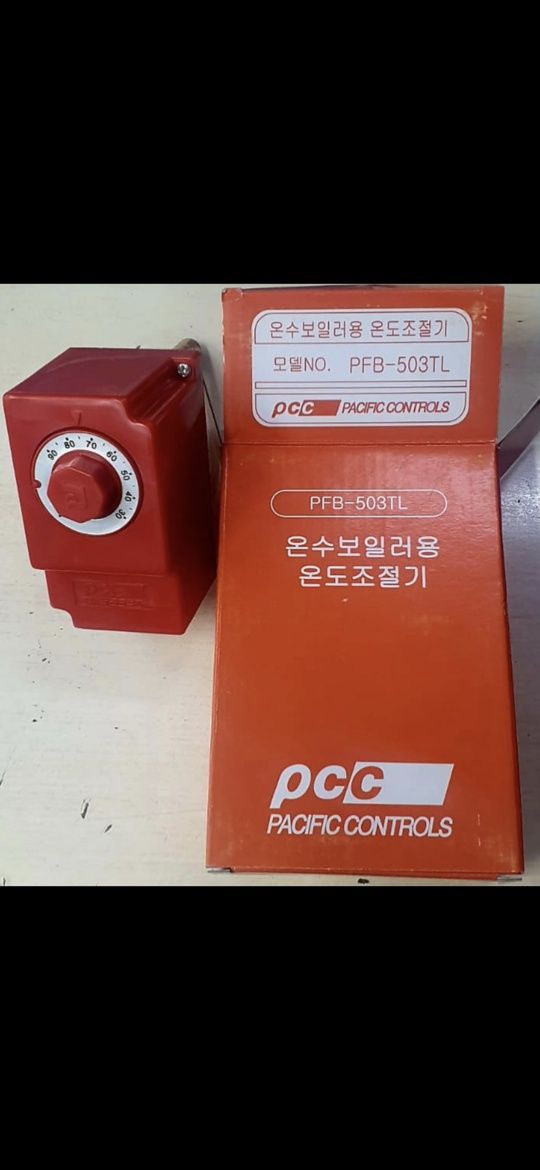 온수보일러용 온도조절기
모델NO. PFB-503TL
pcc PACIFIC CONTROLS
PFB-503TL
온수보일러용
온도조절기
pcc
PACIFIC CONTROLS
90 80 70 60 50 40 30
pcc